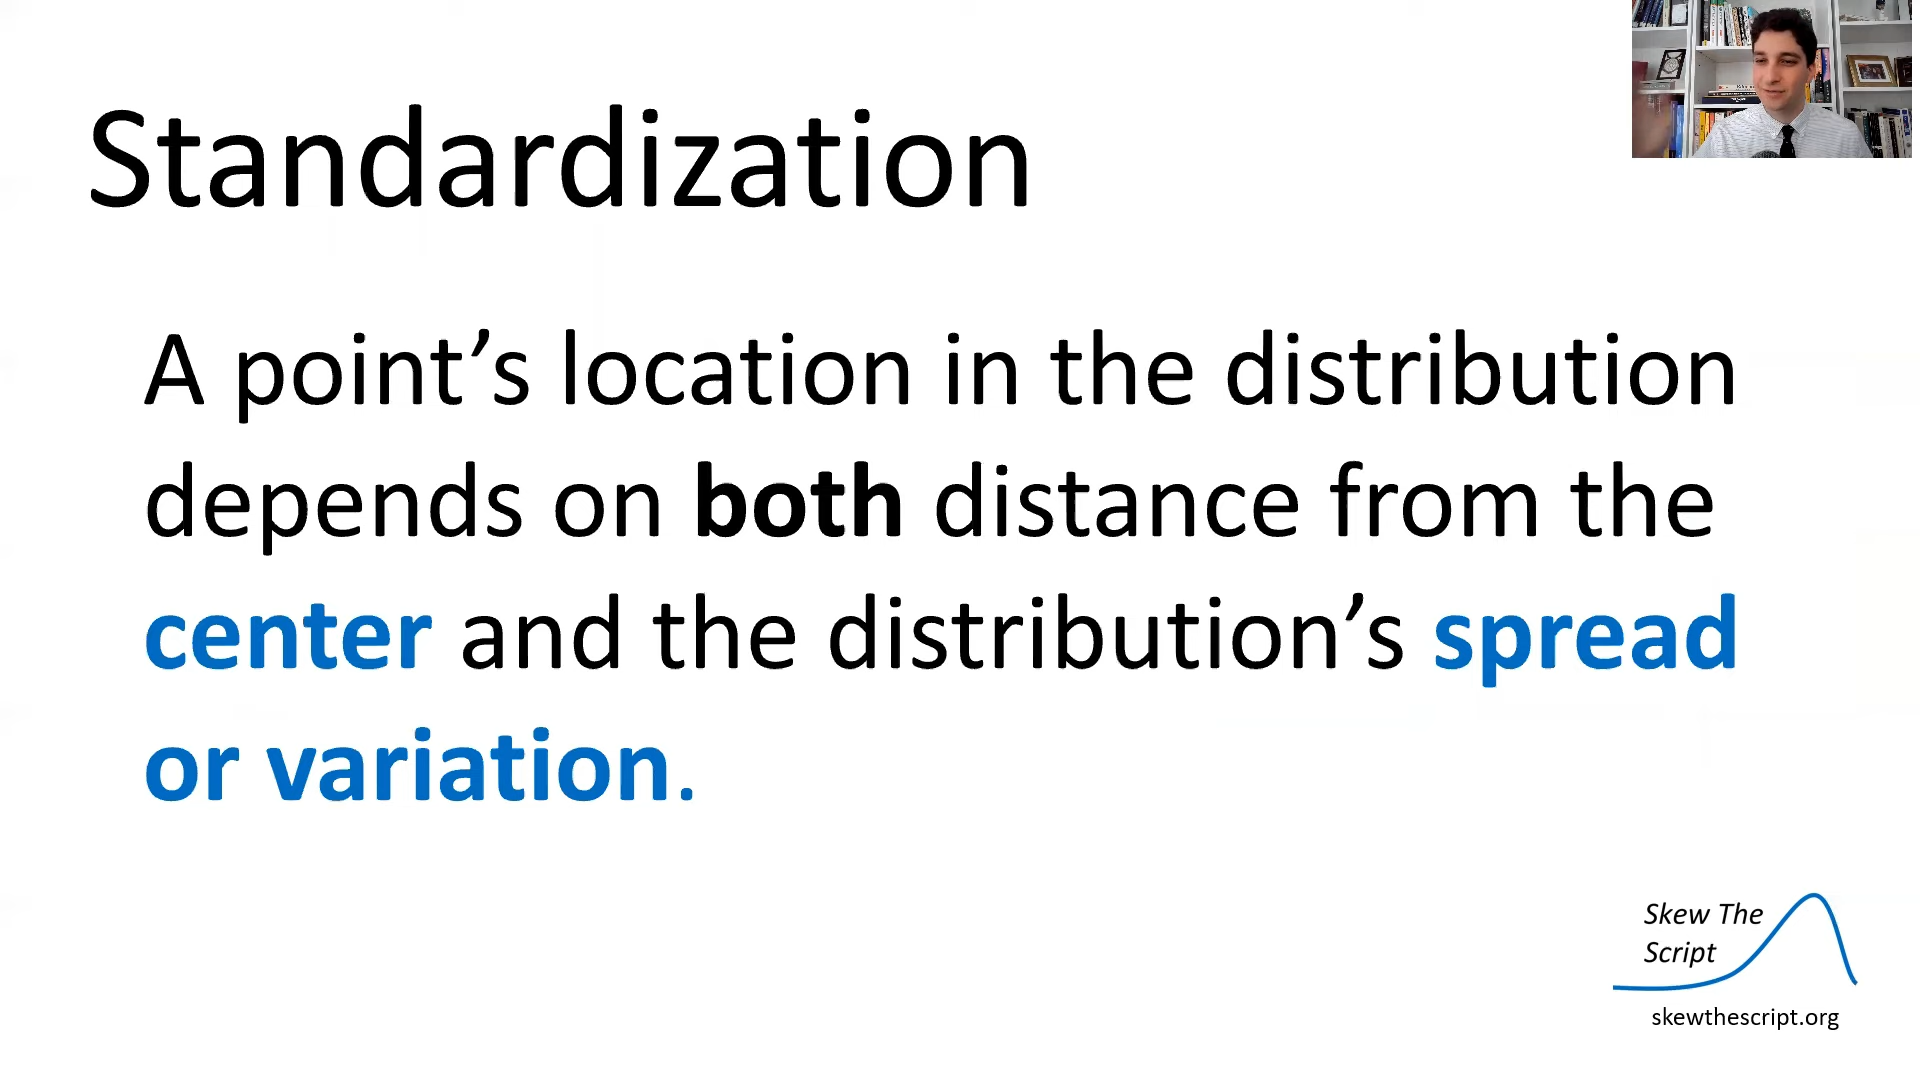 Standardization
A point’s location in the distribution
depends on both distance from the
center and the distribution’s spread
or variation.
Skew The
Script
skewthescript.org